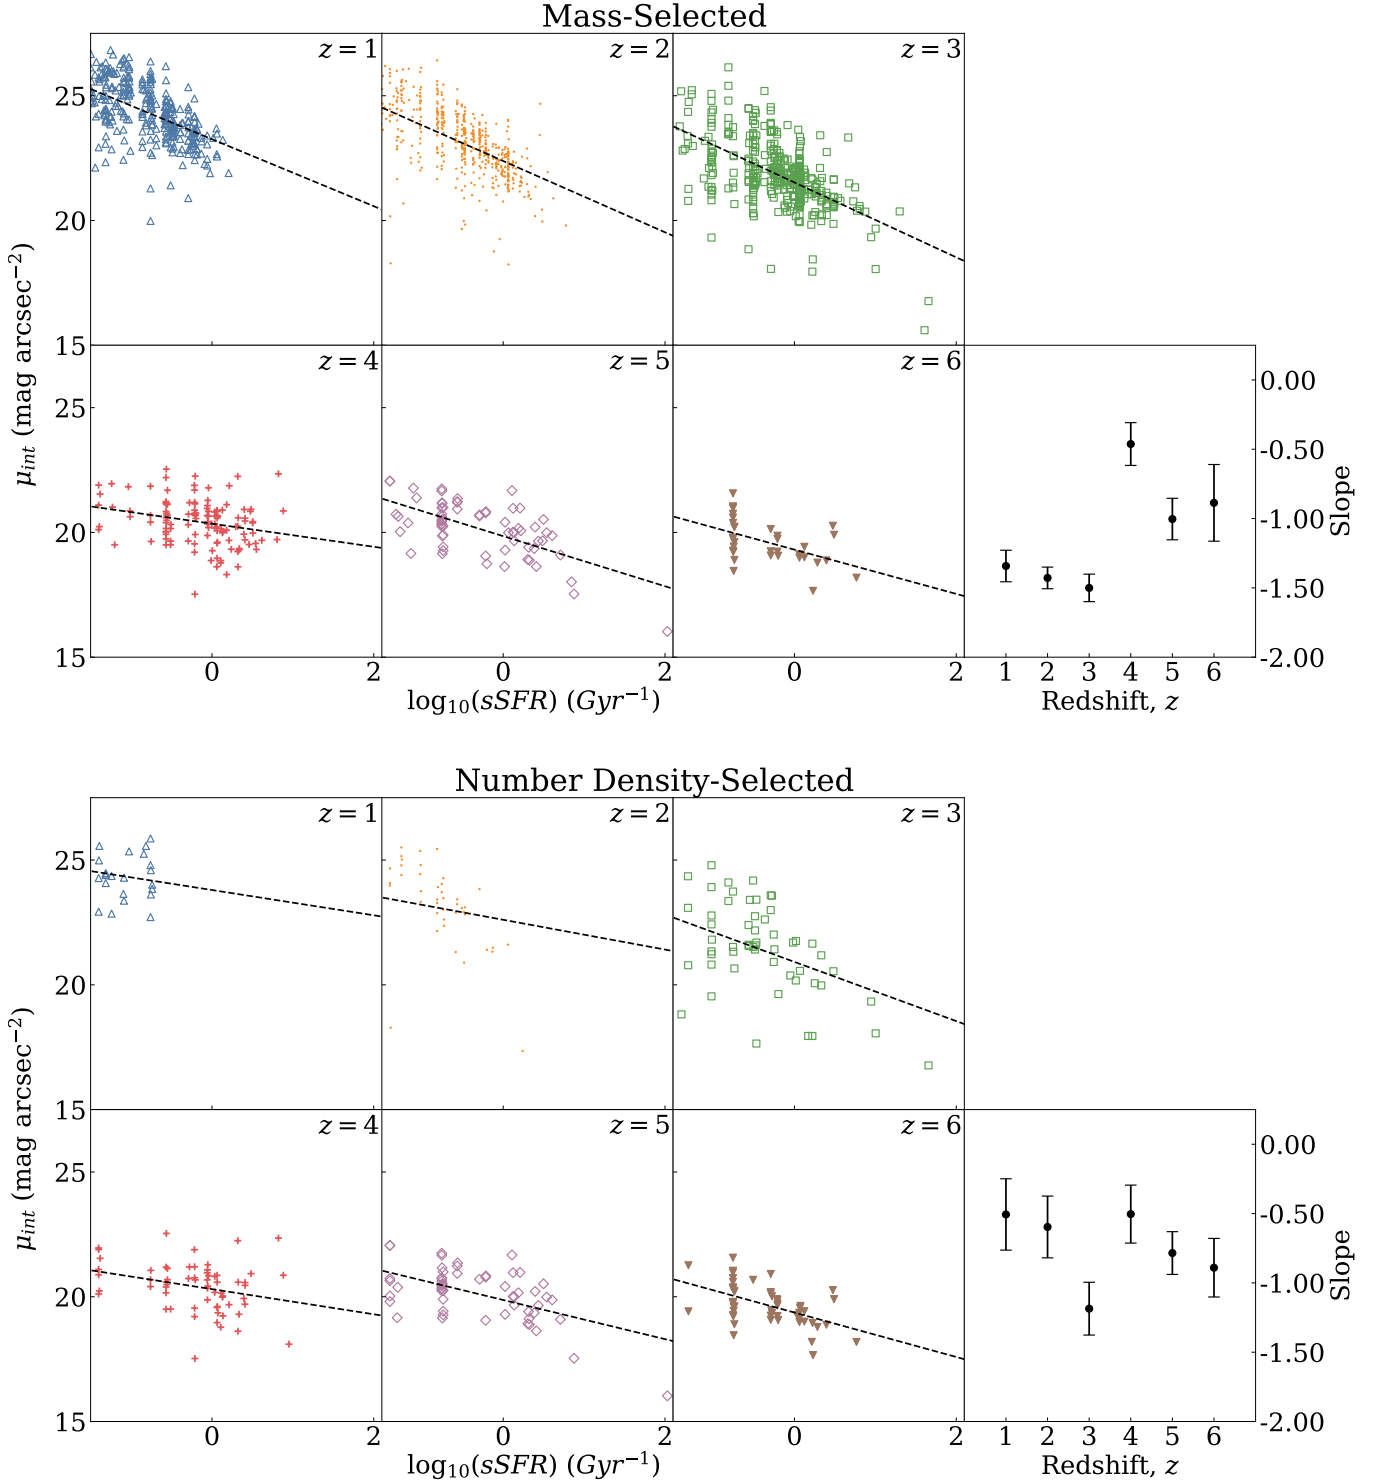 Mass-Selected
z = 1
z = 2
z = 3
25
20
15
z = 4
z = 5
z = 6
25
20
15
μint (mag arcsec−2)
0.00
-0.50
-1.00
-1.50
-2.00
Slope
0 2
0 2
0 2
1 2 3 4 5 6
log10(sSFR) (Gyr−1)
Redshift, z
Number Density-Selected
z = 1
z = 2
z = 3
25
20
15
z = 4
z = 5
z = 6
25
20
15
μint (mag arcsec−2)
0.00
-0.50
-1.00
-1.50
-2.00
Slope
0 2
0 2
0 2
1 2 3 4 5 6
log10(sSFR) (Gyr−1)
Redshift, z